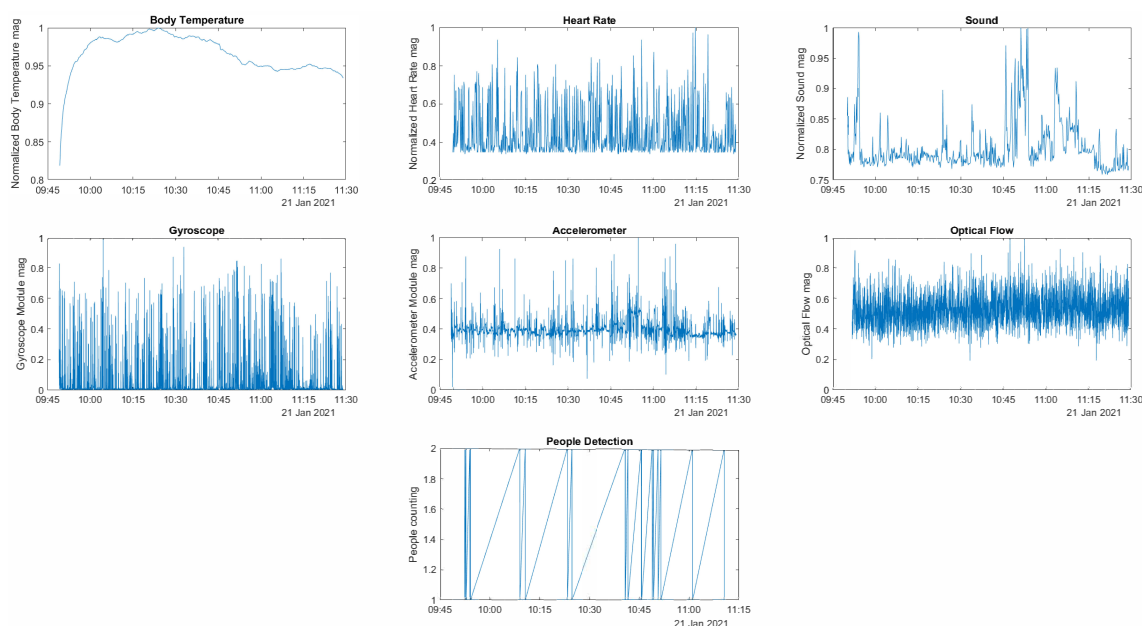 Body Temperature
Normalized Body Temperature mag
1
0.95
0.9
0.85
0.8
09:45 10:00 10:15 10:30 10:45 11:00 11:15 11:30
21 Jan 2021
Heart Rate
Normalized Heart Rate mag
1
0.8
0.6
0.4
0.2
09:45 10:00 10:15 10:30 10:45 11:00 11:15 11:30
21 Jan 2021
Sound
Normalized Sound mag
1
0.95
0.9
0.85
0.8
0.75
09:45 10:00 10:15 10:30 10:45 11:00 11:15 11:30
21 Jan 2021
Gyroscope
Gyroscope Module mag
1
0.8
0.6
0.4
0.2
0
09:45 10:00 10:15 10:30 10:45 11:00 11:15 11:30
21 Jan 2021
Accelerometer
Accelerometer Module mag
1
0.8
0.6
0.4
0.2
0
09:45 10:00 10:15 10:30 10:45 11:00 11:15 11:30
21 Jan 2021
Optical Flow
Optical Flow mag
1
0.8
0.6
0.4
0.2
0
09:45 10:00 10:15 10:30 10:45 11:00 11:15 11:30
21 Jan 2021
People Detection
People counting
2
1.8
1.6
1.4
1.2
1
09:45 10:00 10:15 10:30 10:45 11:00 11:15
21 Jan 2021